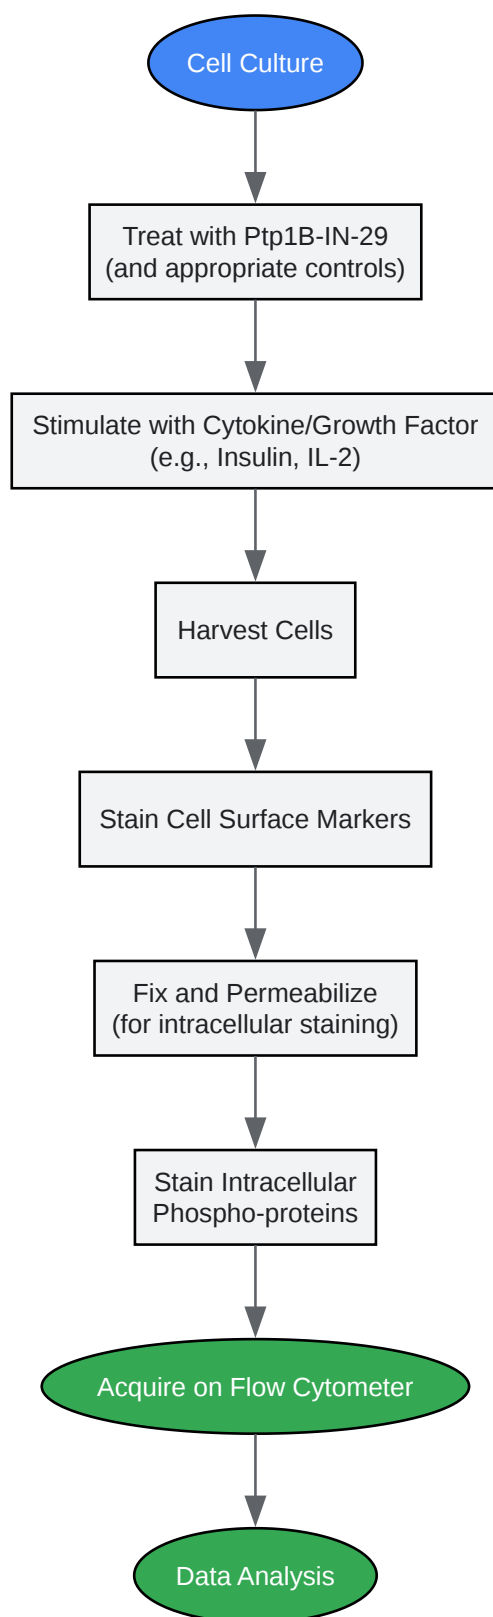 Cell Culture
Treat with Ptp1B-IN-29
(and appropriate controls)
Stimulate with Cytokine/Growth Factor
(e.g., Insulin, IL-2)
Harvest Cells
Stain Cell Surface Markers
Fix and Permeabilize
(for intracellular staining)
Stain Intracellular
Phospho-proteins
Acquire on Flow Cytometer
Data Analysis